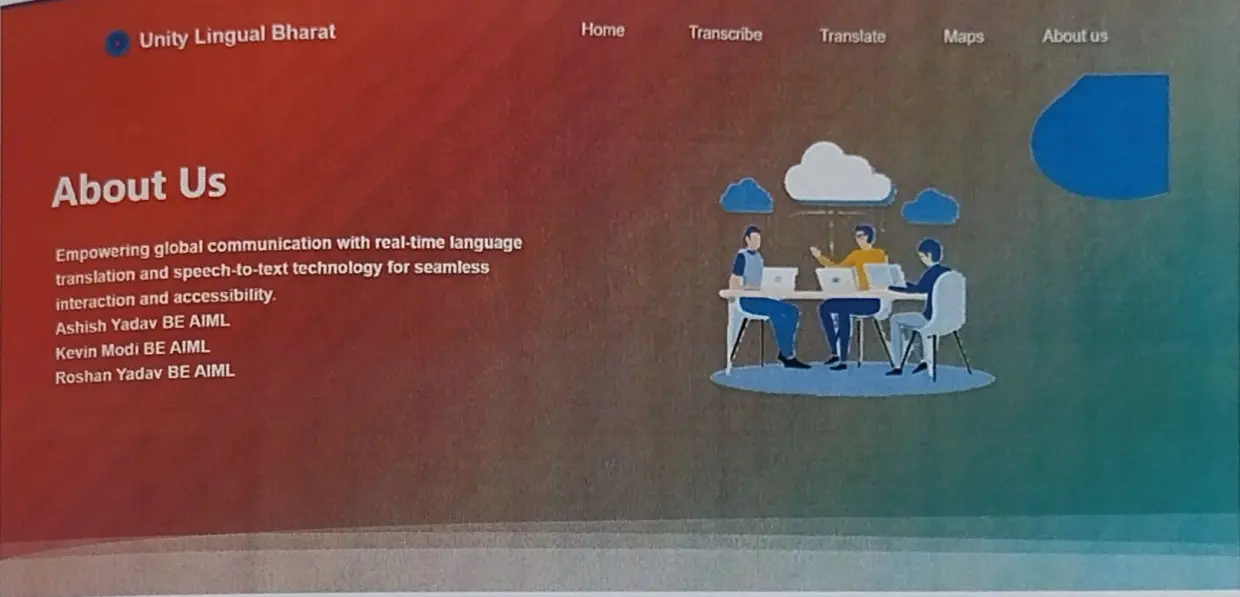 Unity Lingual Bharat
Home
Transcribe
Translate
Maps
About us
About Us
Empowering global communication with real-time language
translation and speech-to-text technology for seamless
interaction and accessibility.
Ashish Yadav BE AIML
Kevin Modi BE AIML
Roshan Yadav BE AIML